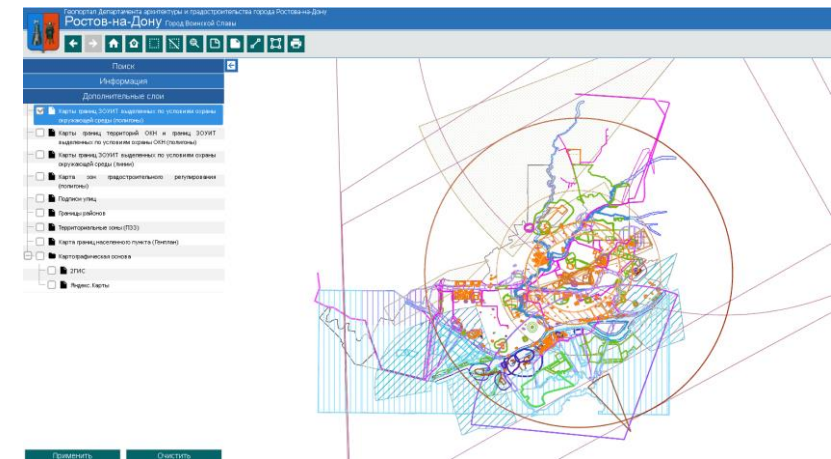 Геопортал Департамента архитектуры и градостроительства города Ростова-на-Дону
Ростов-на-Дону Город Воинской Славы
Поиск
Информация
Дополнительные слои
Карты границ ЗОУИТ выделенных по условиям охраны
окружающей среды (полигоны)
Карты границ территорий ОКН и границ ЗОУИТ
выделенных по условиям охраны ОКН (полигоны)
Карты границ ЗОУИТ выделенных по условиям охраны
окружающей среды (линии)
Карта зон градостроительного регулирования
(полигоны)
Подписи улиц
Границы районов
Территориальные зоны (ПЗЗ)
Карта границ населенного пункта (Генплан)
Картографическая основа
2ГИС
Яндекс.Карты
Применить
Очистить